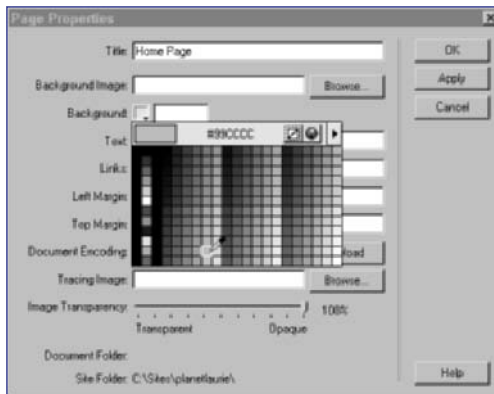 Page Properties
Title: Home Page
OK
Background Image:
Browse...
Apply
Background:
Cancel
#99CCCC
Text:
Links:
Left Margin:
Top Margin:
Document Encoding:
load
Tracing Image:
Browse...
Image Transparency:
100%
Transparent
Opaque
Document Folder:
Site Folder: C:\Sites\planetlaurie\
Help